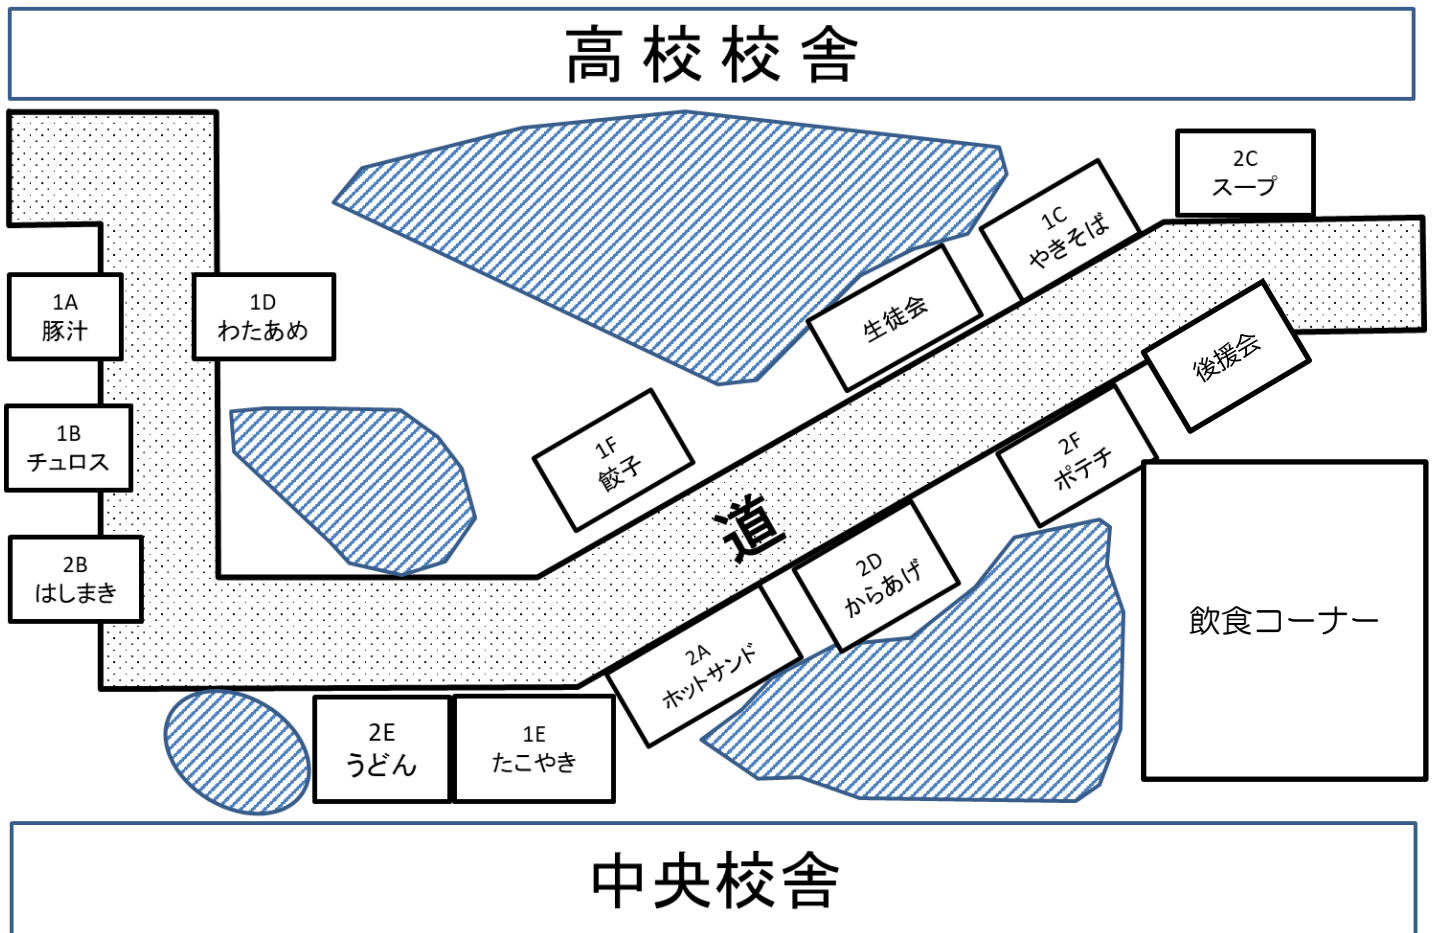 高校校舎
2C
スープ
1C
やきそば
生徒会
1A
豚汁
1D
わたあめ
後援会
1B
チュロス
1F
餃子
2F
ポテチ
道
2B
はしまき
2D
からあげ
飲食コーナー
2A
ホットサンド
2E
うどん
1E
たこやき
中央校舎